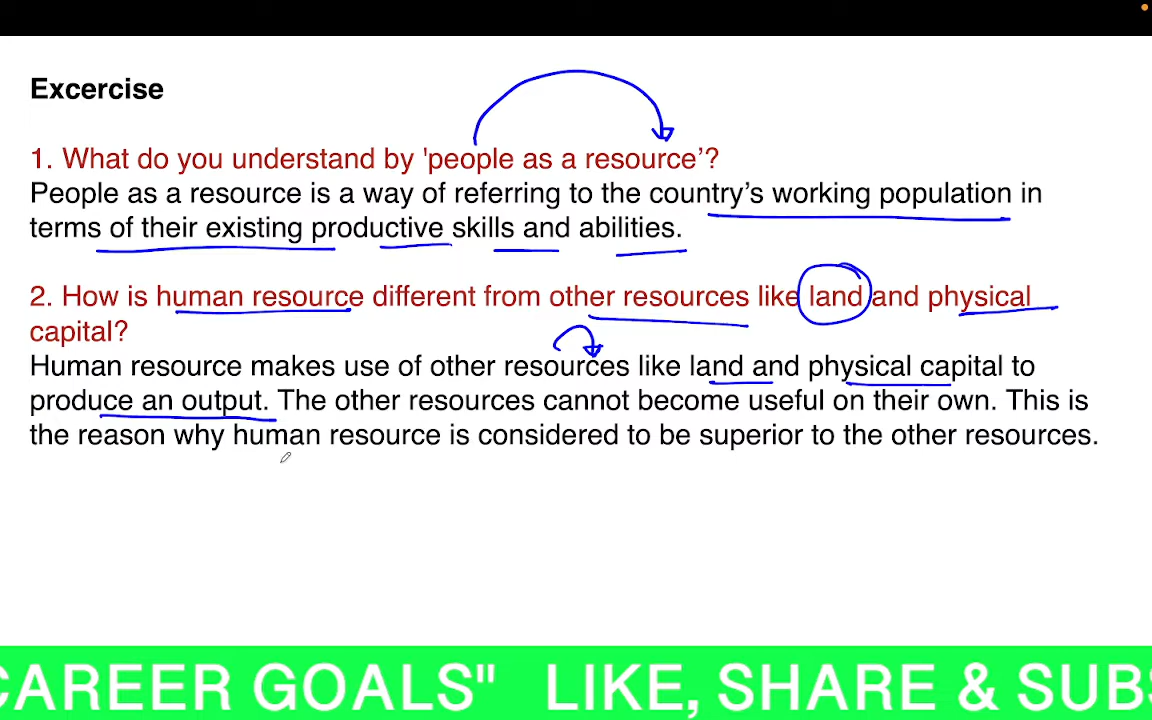 Excercise
1. What do you understand by 'people as a resource’?
People as a resource is a way of referring to the country’s working population in
terms of their existing productive skills and abilities.
2. How is human resource different from other resources like land and physical
capital?
Human resource makes use of other resources like land and physical capital to
produce an output. The other resources cannot become useful on their own. This is
the reason why human resource is considered to be superior to the other resources.
CAREER GOALS" LIKE, SHARE & SUBS